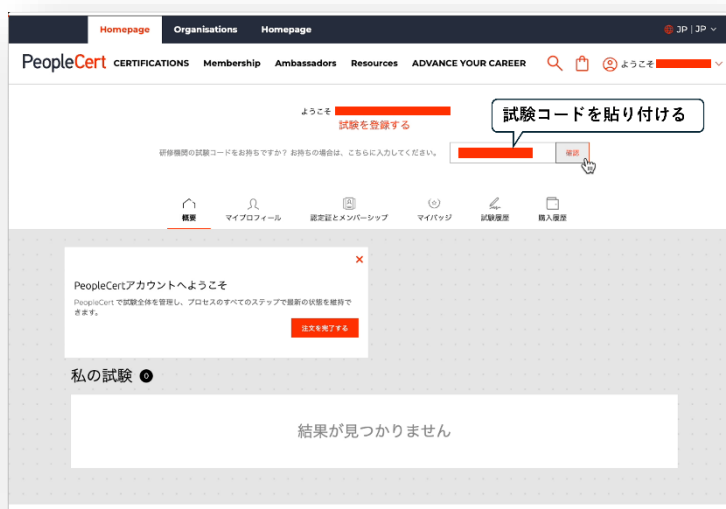 Homepage Organisations Homepage JP | JP
PeopleCert CERTIFICATIONS Membership Ambassadors Resources ADVANCE YOUR CAREER ようこそ
ようこそ
試験を登録する
試験コードを貼り付ける
研修機関の試験コードをお持ちですか? お持ちの場合は、こちらに入力してください。 確認
概要 マイプロフィール 認定証とメンバーシップ マイバッジ 試験履歴 購入履歴
PeopleCertアカウントへようこそ
PeopleCert で試験全体を管理し、プロセスのすべてのステップで最新の状態を維持で
きます。
注文を完了する
私の試験 0
結果が見つかりません